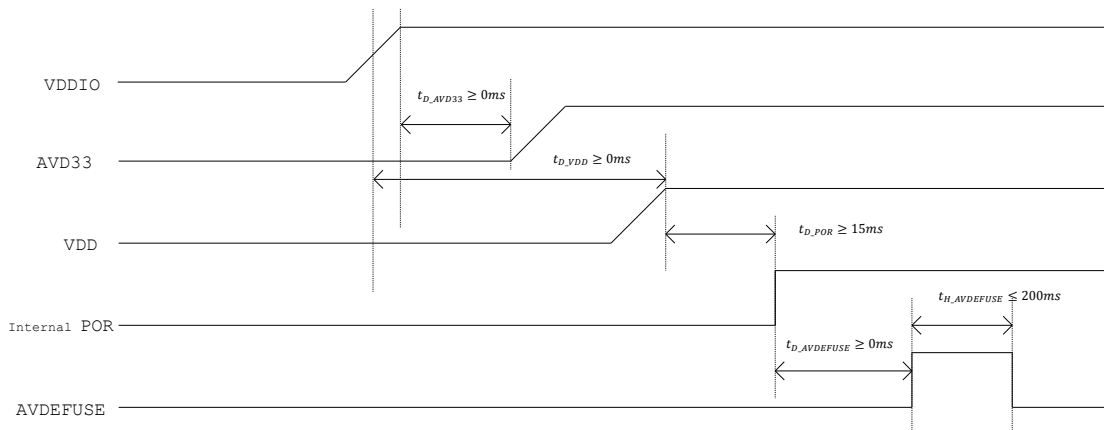 VDDIO
t_D_AVD33 ≥ 0ms
AVD33
t_D_VDD ≥ 0ms
VDD
t_D_POR ≥ 15ms
Internal POR
t_H_AVDEFUSE ≤ 200ms
t_D_AVDEFUSE ≥ 0ms
AVDEFUSE